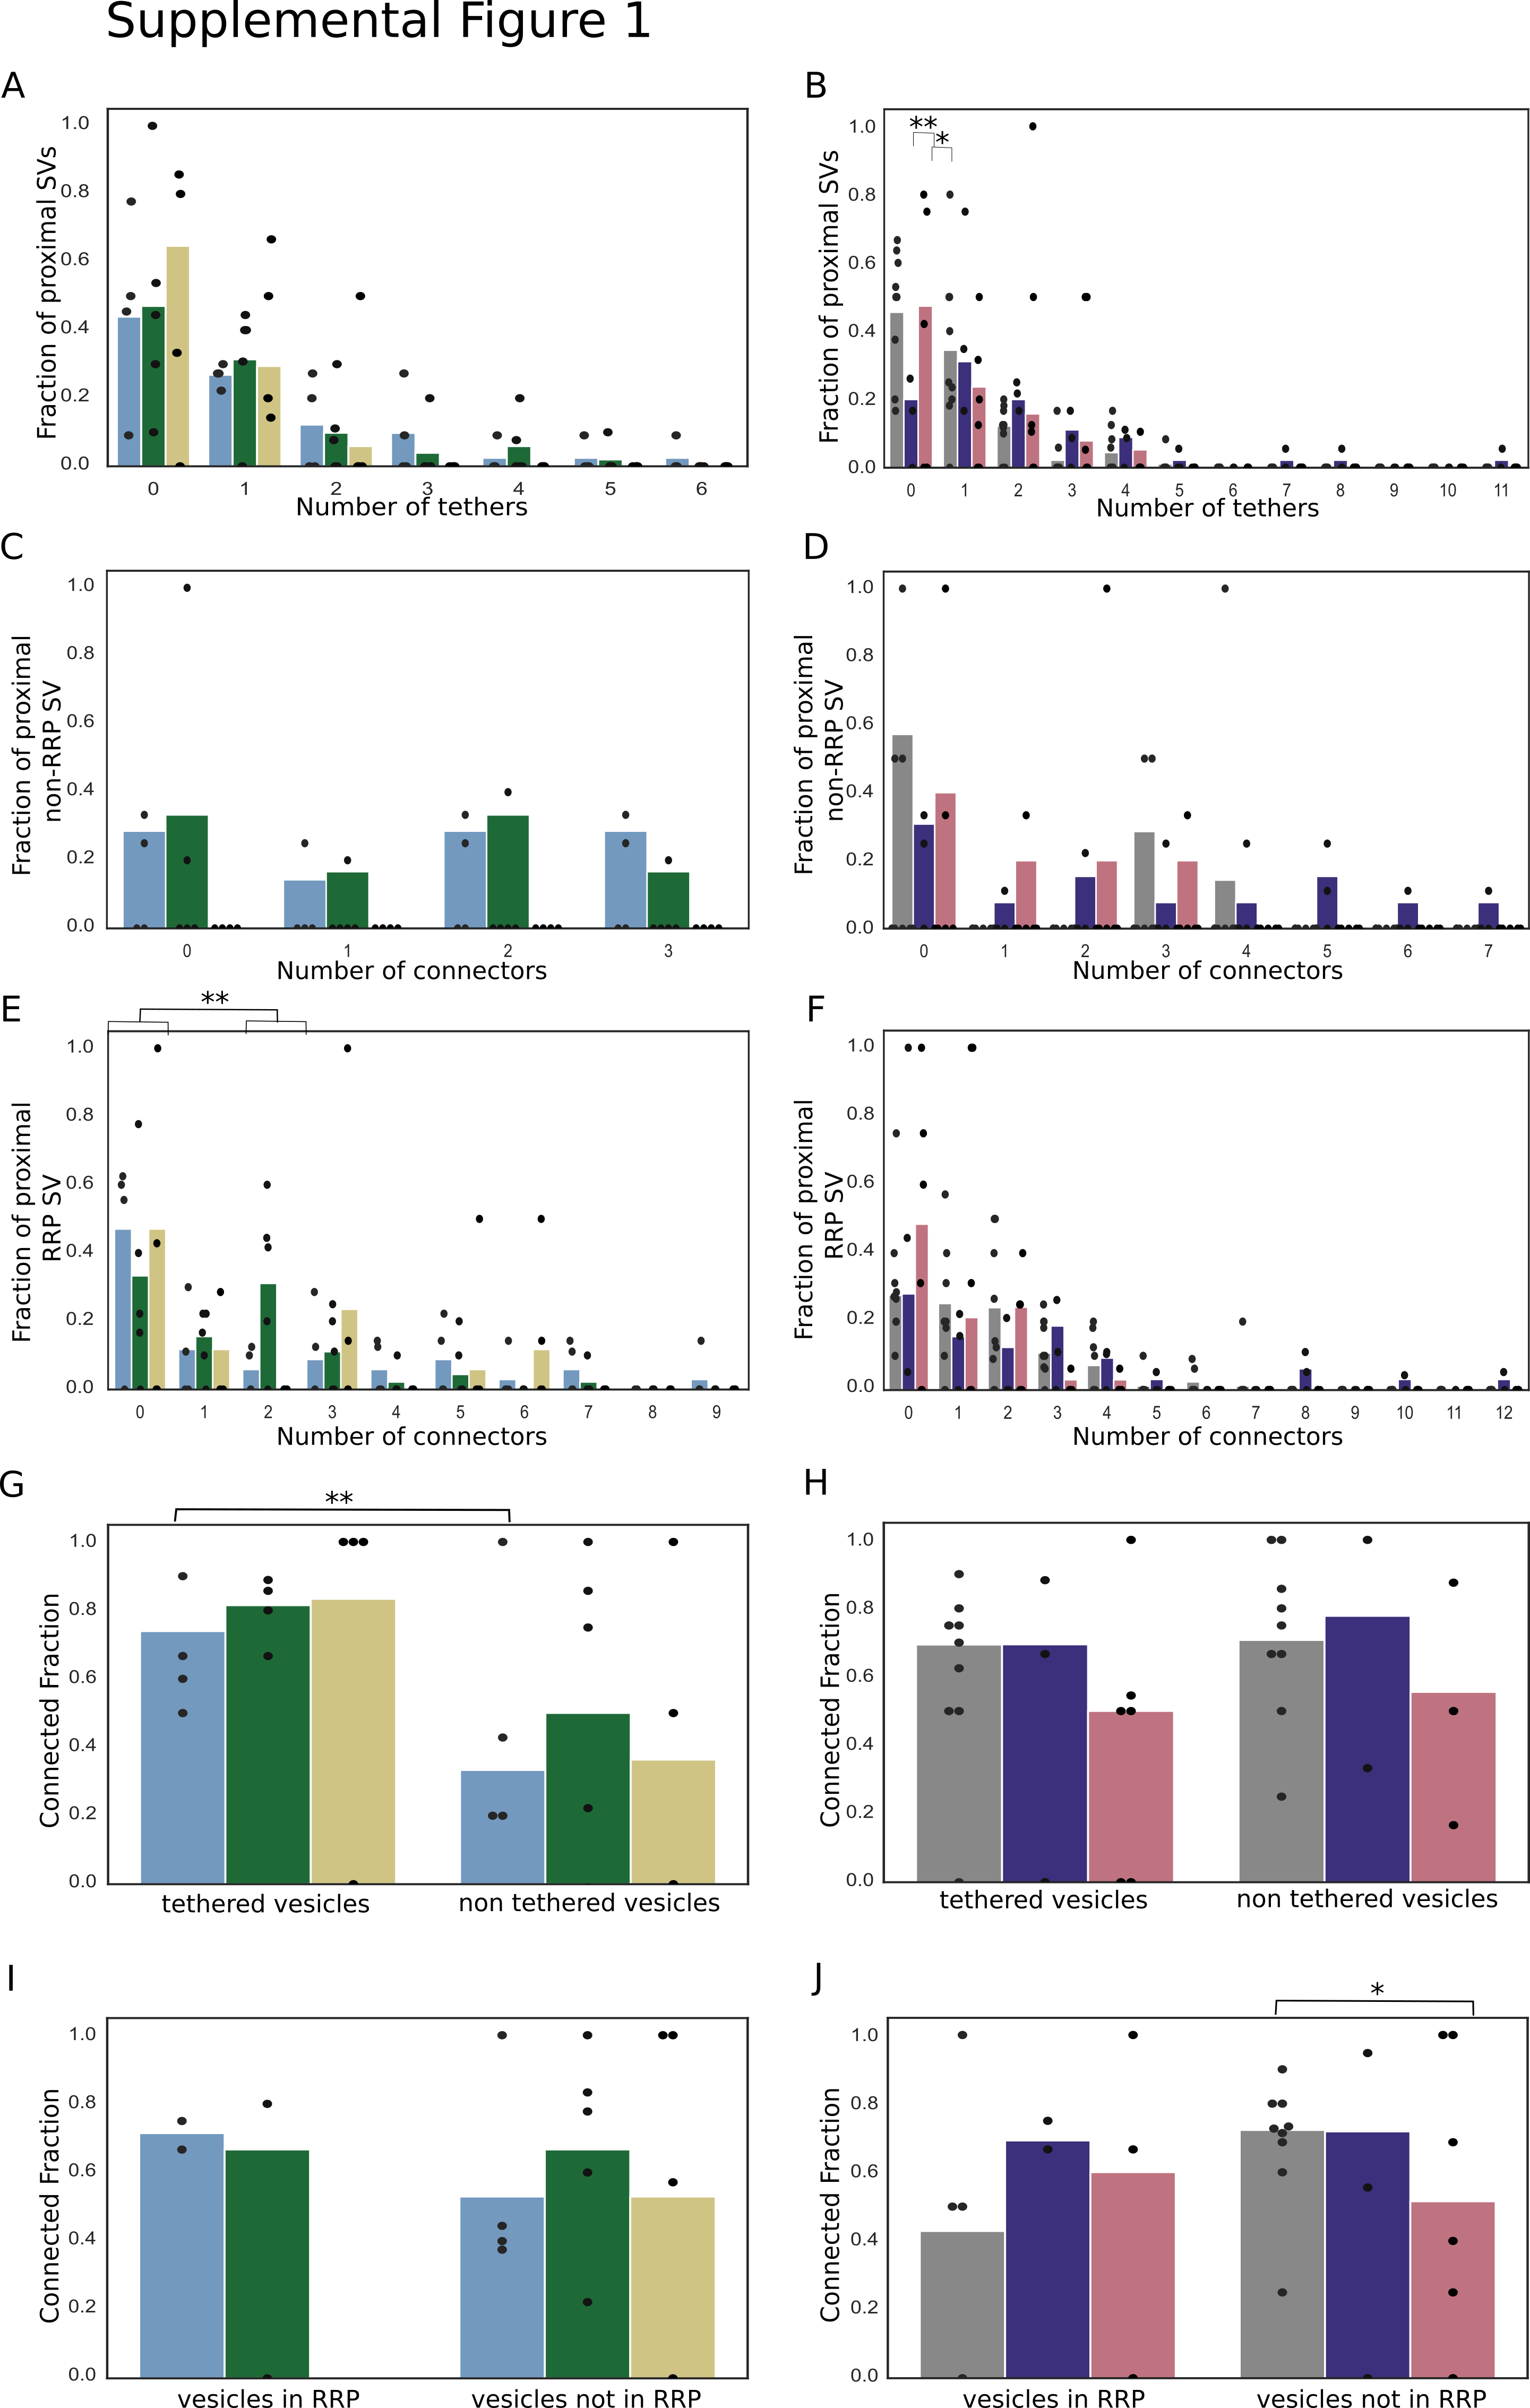 Supplemental Figure 1
A
Fraction of proximal SVs
1.0
0.8
0.6
0.4
0.2
0.0
0 1 2 3 4 5 6
Number of tethers
B
Fraction of proximal SVs
1.0
0.8
0.6
0.4
0.2
0.0
** *
0 1 2 3 4 5 6 7 8 9 10 11
Number of tethers
C
Fraction of proximal
non-RRP SV
1.0
0.8
0.6
0.4
0.2
0.0
0 1 2 3
Number of connectors
D
Fraction of proximal
non-RRP SV
1.0
0.8
0.6
0.4
0.2
0.0
0 1 2 3 4 5 6 7
Number of connectors
E
**
Fraction of proximal
RRP SV
1.0
0.8
0.6
0.4
0.2
0.0
0 1 2 3 4 5 6 7 8 9
Number of connectors
F
Fraction of proximal
RRP SV
1.0
0.8
0.6
0.4
0.2
0.0
0 1 2 3 4 5 6 7 8 9 10 11 12
Number of connectors
G
**
Connected Fraction
1.0
0.8
0.6
0.4
0.2
0.0
tethered vesicles non tethered vesicles
H
Connected Fraction
1.0
0.8
0.6
0.4
0.2
0.0
tethered vesicles non tethered vesicles
I
Connected Fraction
1.0
0.8
0.6
0.4
0.2
0.0
vesicles in RRP vesicles not in RRP
J
*
Connected Fraction
1.0
0.8
0.6
0.4
0.2
0.0
vesicles in RRP vesicles not in RRP